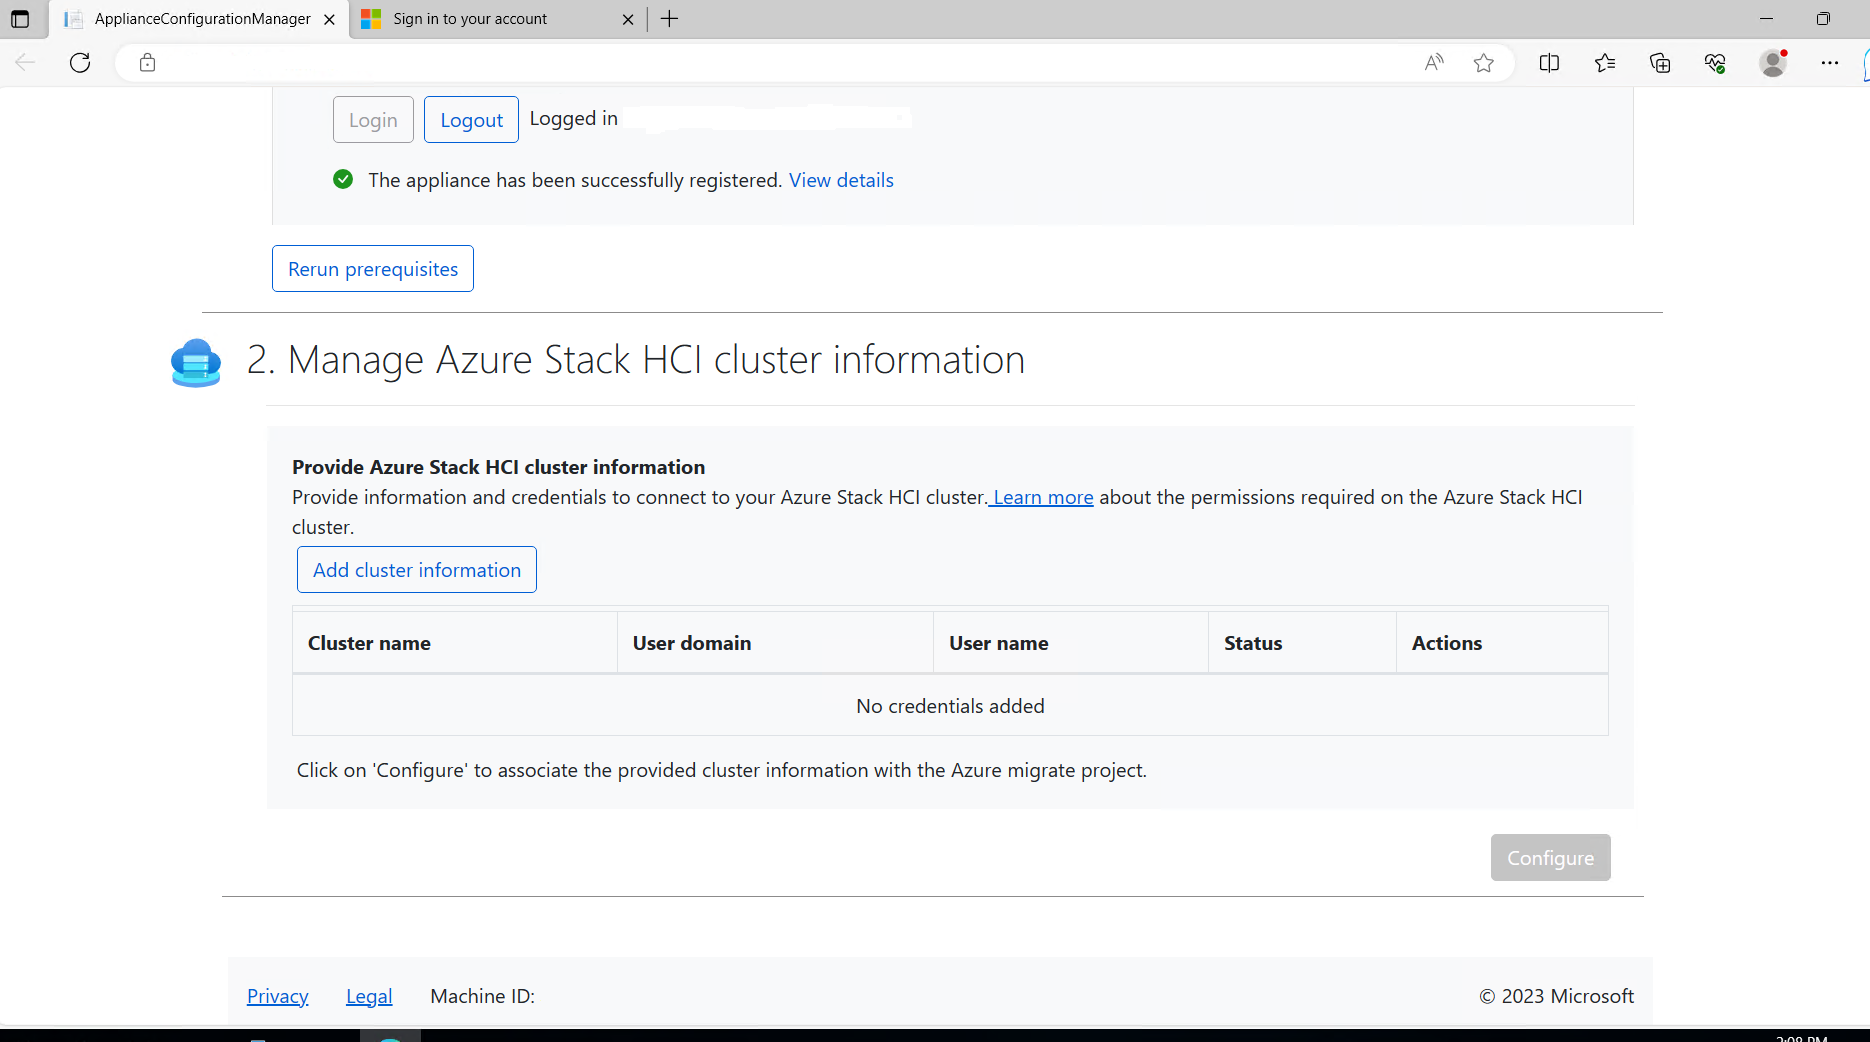 ApplianceConfigurationManager
Sign in to your account
Login
Logout
Logged in
The appliance has been successfully registered. View details
Rerun prerequisites
2. Manage Azure Stack HCI cluster information
Provide Azure Stack HCI cluster information
Provide information and credentials to connect to your Azure Stack HCI cluster. Learn more about the permissions required on the Azure Stack HCI
cluster.
Add cluster information
Cluster name User domain User name Status Actions
No credentials added
Click on 'Configure' to associate the provided cluster information with the Azure migrate project.
Configure
Privacy Legal Machine ID: © 2023 Microsoft